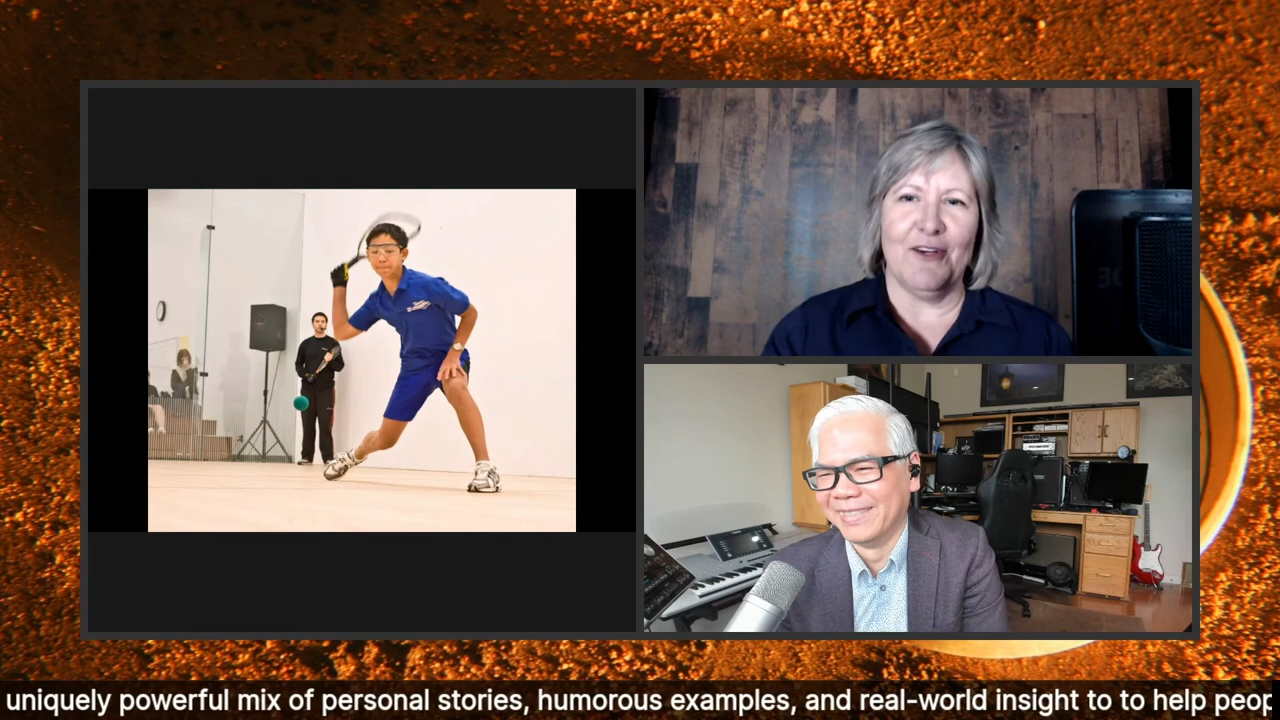 uniquely powerful mix of personal stories, humorous examples, and real-world insight to to help peop